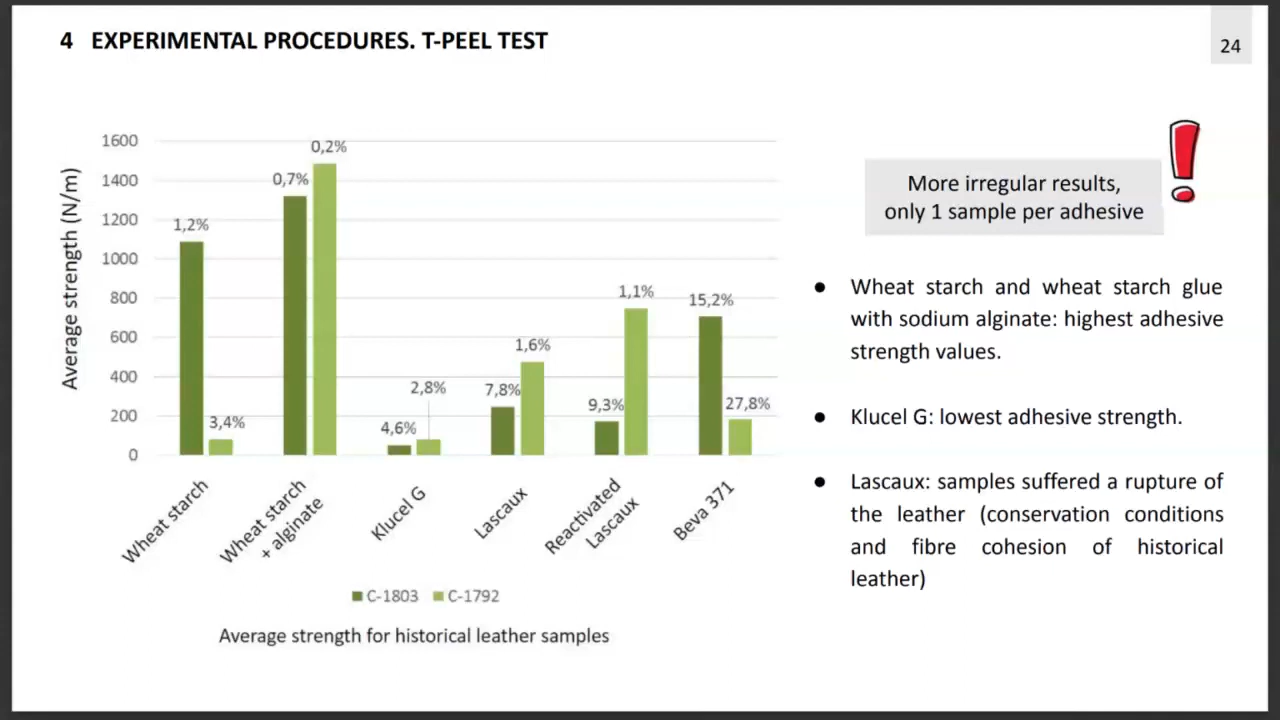 4 EXPERIMENTAL PROCEDURES. T-PEEL TEST
24
Average strength (N/m)
1600
1400
1200
1000
800
600
400
200
0
1,2%
3,4%
0,7%
0,2%
4,6%
2,8%
7,8%
1,6%
9,3%
1,1%
15,2%
27,8%
Wheat starch
Wheat starch
+ alginate
Klucel G
Lascaux
Reactivated
Lascaux
Beva 371
C-1803 C-1792
Average strength for historical leather samples
More irregular results,
only 1 sample per adhesive
● Wheat starch and wheat starch glue
with sodium alginate: highest adhesive
strength values.
● Klucel G: lowest adhesive strength.
● Lascaux: samples suffered a rupture of
the leather (conservation conditions
and fibre cohesion of historical
leather)